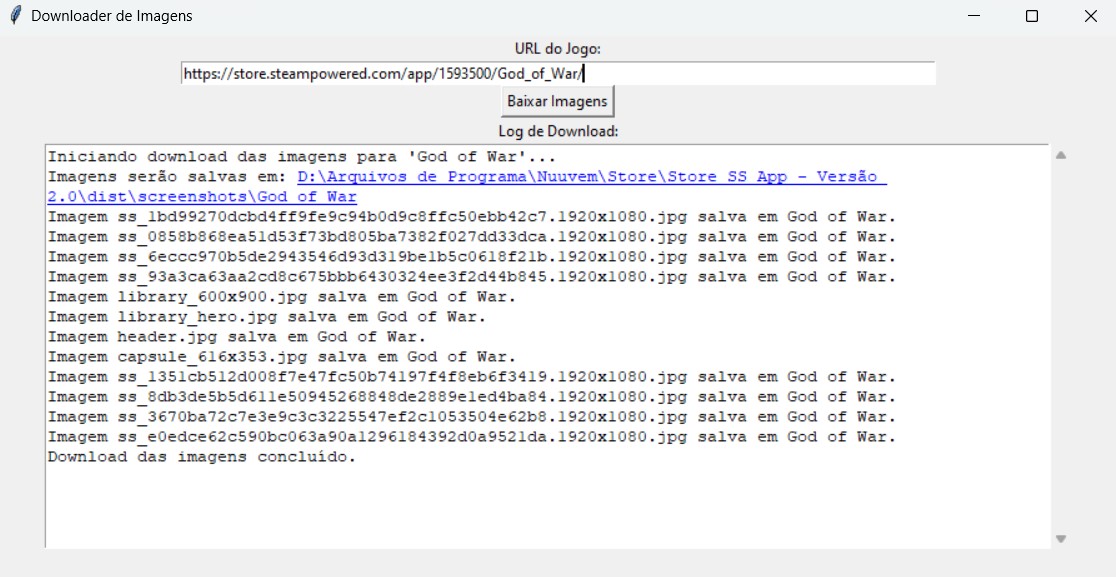 Downloader de Imagens
URL do Jogo:
https://store.steampowered.com/app/1593500/God_of_War/
Baixar Imagens
Log de Download:
Iniciando download das imagens para 'God of War'...
Imagens serão salvas em: D:\Arquivos de Programa\Nuuvem\Store\Store SS App - Versão
2.0\dist\screenshots\God of War
Imagem ss_1bd99270dcbd4ff9fe9c94b0d9c8ffc50ebb42c7.1920x1080.jpg salva em God of War.
Imagem ss_0858b868ea51d53f73bd805ba7382f027dd33dca.1920x1080.jpg salva em God of War.
Imagem ss_6eccc970b5de2943546d93d319be1b5c0618f21b.1920x1080.jpg salva em God of War.
Imagem ss_93a3ca63aa2cd8c675bbb6430324ee3f2d44b845.1920x1080.jpg salva em God of War.
Imagem library_600x900.jpg salva em God of War.
Imagem library_hero.jpg salva em God of War.
Imagem header.jpg salva em God of War.
Imagem capsule_616x353.jpg salva em God of War.
Imagem ss_1351cb512d008f7e47fc50b74197f4f8eb6f3419.1920x1080.jpg salva em God of War.
Imagem ss_8db3de5b5d611e50945268848de2889e1ed4ba84.1920x1080.jpg salva em God of War.
Imagem ss_3670ba72c7e3e9c3c3225547ef2c1053504e62b8.1920x1080.jpg salva em God of War.
Imagem ss_e0edce62c590bc063a90a1296184392d0a9521da.1920x1080.jpg salva em God of War.
Download das imagens concluído.